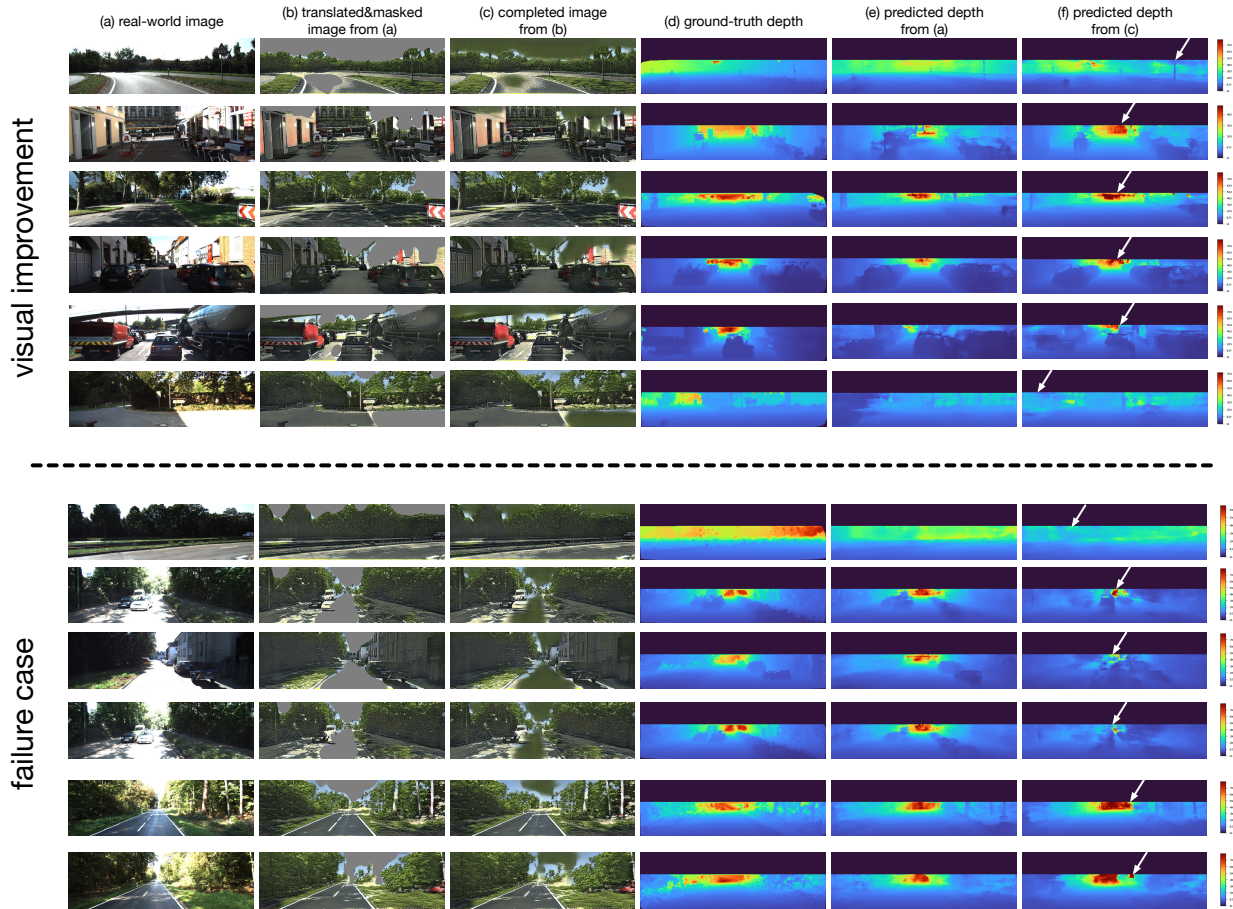 (a) real-world image
(b) translated&masked
image from (a)
(c) completed image
from (b)
(d) ground-truth depth
(e) predicted depth
from (a)
(f) predicted depth
from (c)
visual improvement
failure case